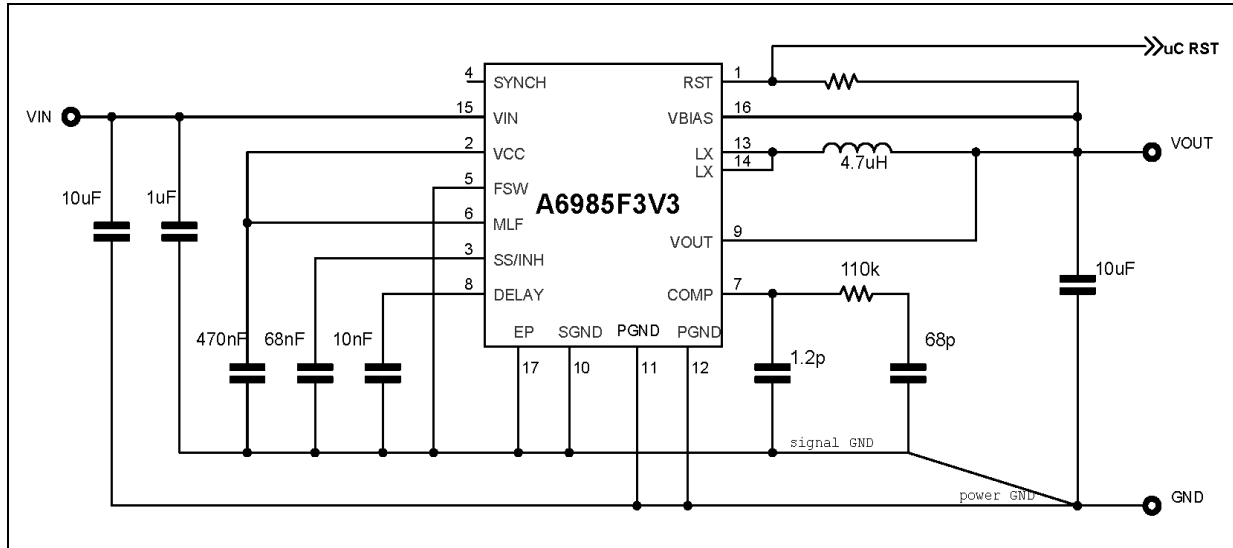 uC RST
4
SYNCH
RST
1
VIN
15
VIN
VBIAS
16
2
VCC
LX
13
LX
14
4.7uH
VOUT
5
FSW
10uF
1uF
A6985F3V3
6
MLF
VOUT
9
3
SS/INH
110k
10uF
8
DELAY
COMP
7
EP
SGND
PGND
PGND
470nF
68nF
10nF
17
10
11
12
1.2p
68p
signal GND
power GND
GND